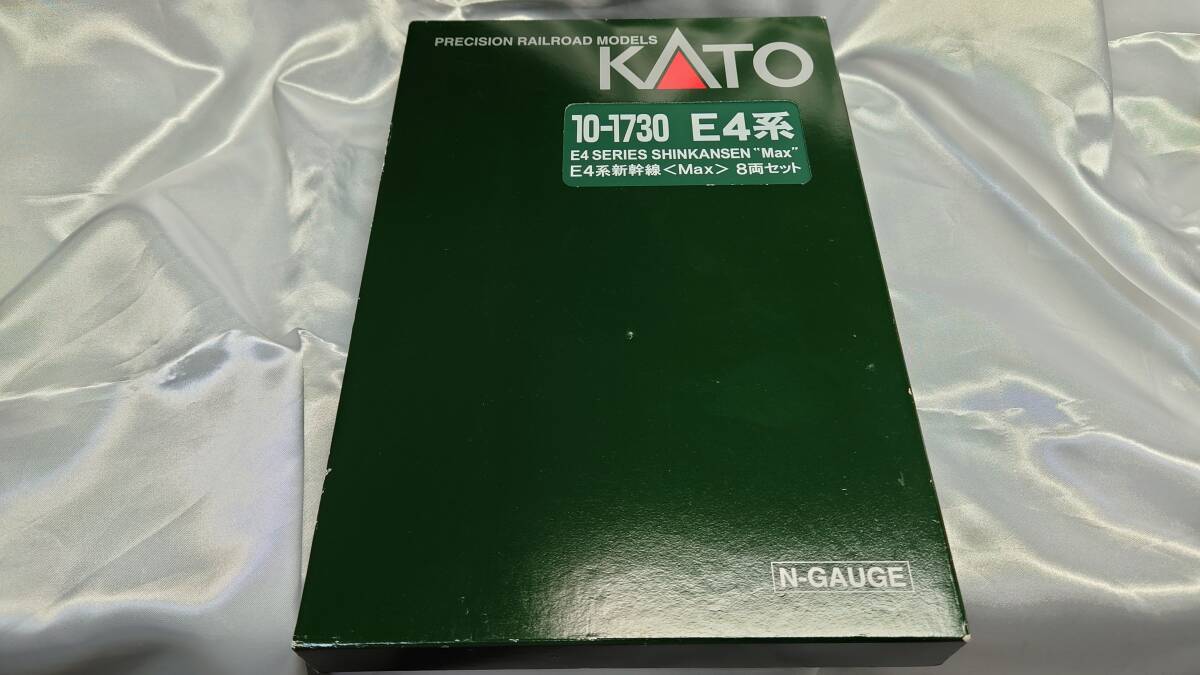 PRECISION RAILROAD MODELS
KATO
10-1730 E4系
E4 SERIES SHINKANSEN "Max"
E4系新幹線<Max> 8両セット
N-GAUGE